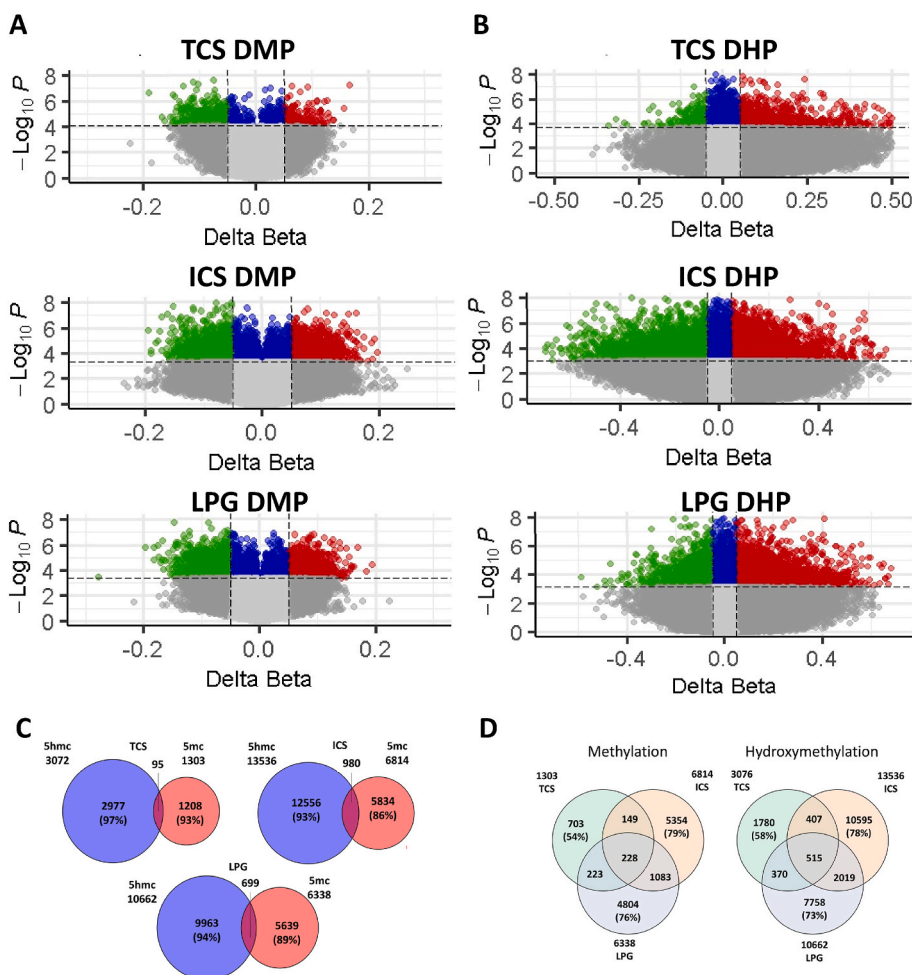 A
TCS DMP
8
6
4
2
0
− Log₁₀ P
-0.2
0.0
0.2
Delta Beta
ICS DMP
8
6
4
2
0
− Log₁₀ P
-0.2
0.0
0.2
Delta Beta
LPG DMP
8
6
4
2
0
− Log₁₀ P
-0.2
0.0
0.2
Delta Beta
B
TCS DHP
8
6
4
2
0
− Log₁₀ P
-0.50
-0.25
0.00
0.25
0.50
Delta Beta
ICS DHP
8
6
4
2
0
− Log₁₀ P
-0.4
0.0
0.4
Delta Beta
LPG DHP
8
6
4
2
0
− Log₁₀ P
-0.4
0.0
0.4
Delta Beta
C
5hmc
3072
TCS
95
5mc
1303
2977
(97%)
1208
(93%)
5hmc
13536
ICS
980
5mc
6814
12556
(93%)
5834
(86%)
5hmc
10662
LPG
699
5mc
6338
9963
(94%)
5639
(89%)
D
Methylation
1303
TCS
6814
ICS
703
(54%)
149
5354
(79%)
228
223
1083
4804
(76%)
6338
LPG
Hydroxymethylation
3076
TCS
13536
ICS
1780
(58%)
407
10595
(78%)
515
370
2019
7758
(73%)
10662
LPG